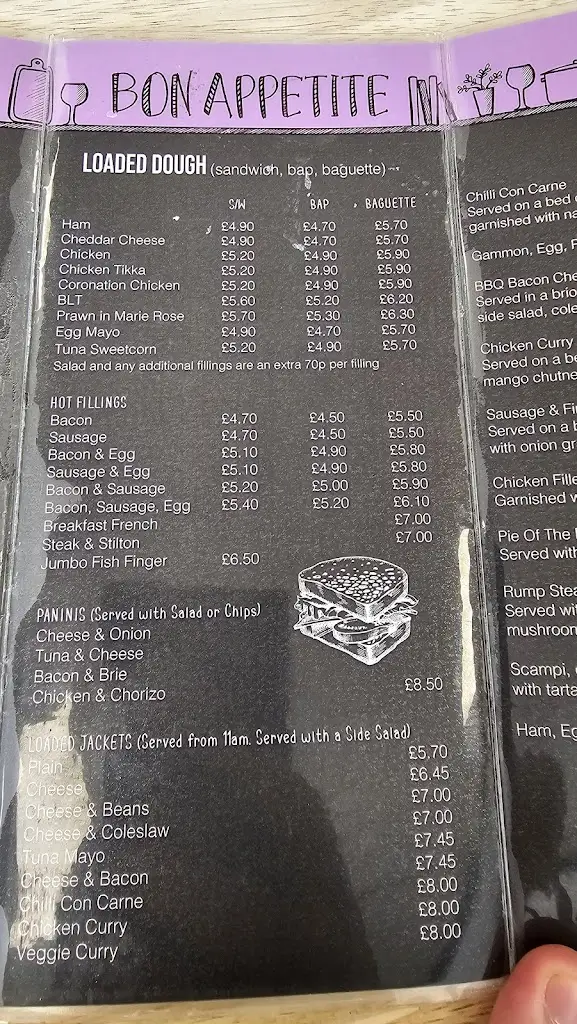 BON APPETITE
LOADED DOUGH (sandwich, bap, baguette)
S/W BAP BAGUETTE
Ham £4.90 £4.70 £5.70
Cheddar Cheese £4.90 £4.70 £5.70
Chicken £5.20 £4.90 £5.90
Chicken Tikka £5.20 £4.90 £5.90
Coronation Chicken £5.20 £4.90 £5.90
BLT £5.60 £5.20 £6.20
Prawn in Marie Rose £5.70 £5.30 £6.30
Egg Mayo £4.90 £4.70 £5.70
Tuna Sweetcorn £5.20 £4.90 £5.70
Salad and any additional fillings are an extra 70p per filling
HOT FILLINGS
Bacon £4.70 £4.50 £5.50
Sausage £4.70 £4.50 £5.50
Bacon & Egg £5.10 £4.90 £5.80
Sausage & Egg £5.10 £4.90 £5.80
Bacon & Sausage £5.20 £5.00 £5.90
Bacon, Sausage, Egg £5.40 £5.20 £6.10
Breakfast French £7.00
Steak & Stilton £7.00
Jumbo Fish Finger £6.50
PANINIS (Served with Salad or Chips)
Cheese & Onion
Tuna & Cheese
Bacon & Brie
Chicken & Chorizo £8.50
LOADED JACKETS (Served from 11am. Served with a Side Salad)
Plain £5.70
Cheese £6.45
Cheese & Beans £7.00
Cheese & Coleslaw £7.00
Tuna Mayo £7.45
Cheese & Bacon £7.45
Chilli Con Carne £8.00
Chicken Curry £8.00
Veggie Curry £8.00
Chilli Con Carne
Served on a bed
garnished with
Gammon, Egg,
BBQ Bacon
Served in a
side salad,
Chicken Curry
Served on a
mango
Sausage &
Served on a
with onion
Chicken
Garnished
Pie Of The
Served with
Rump
Served
Scampi,
with
Ham,